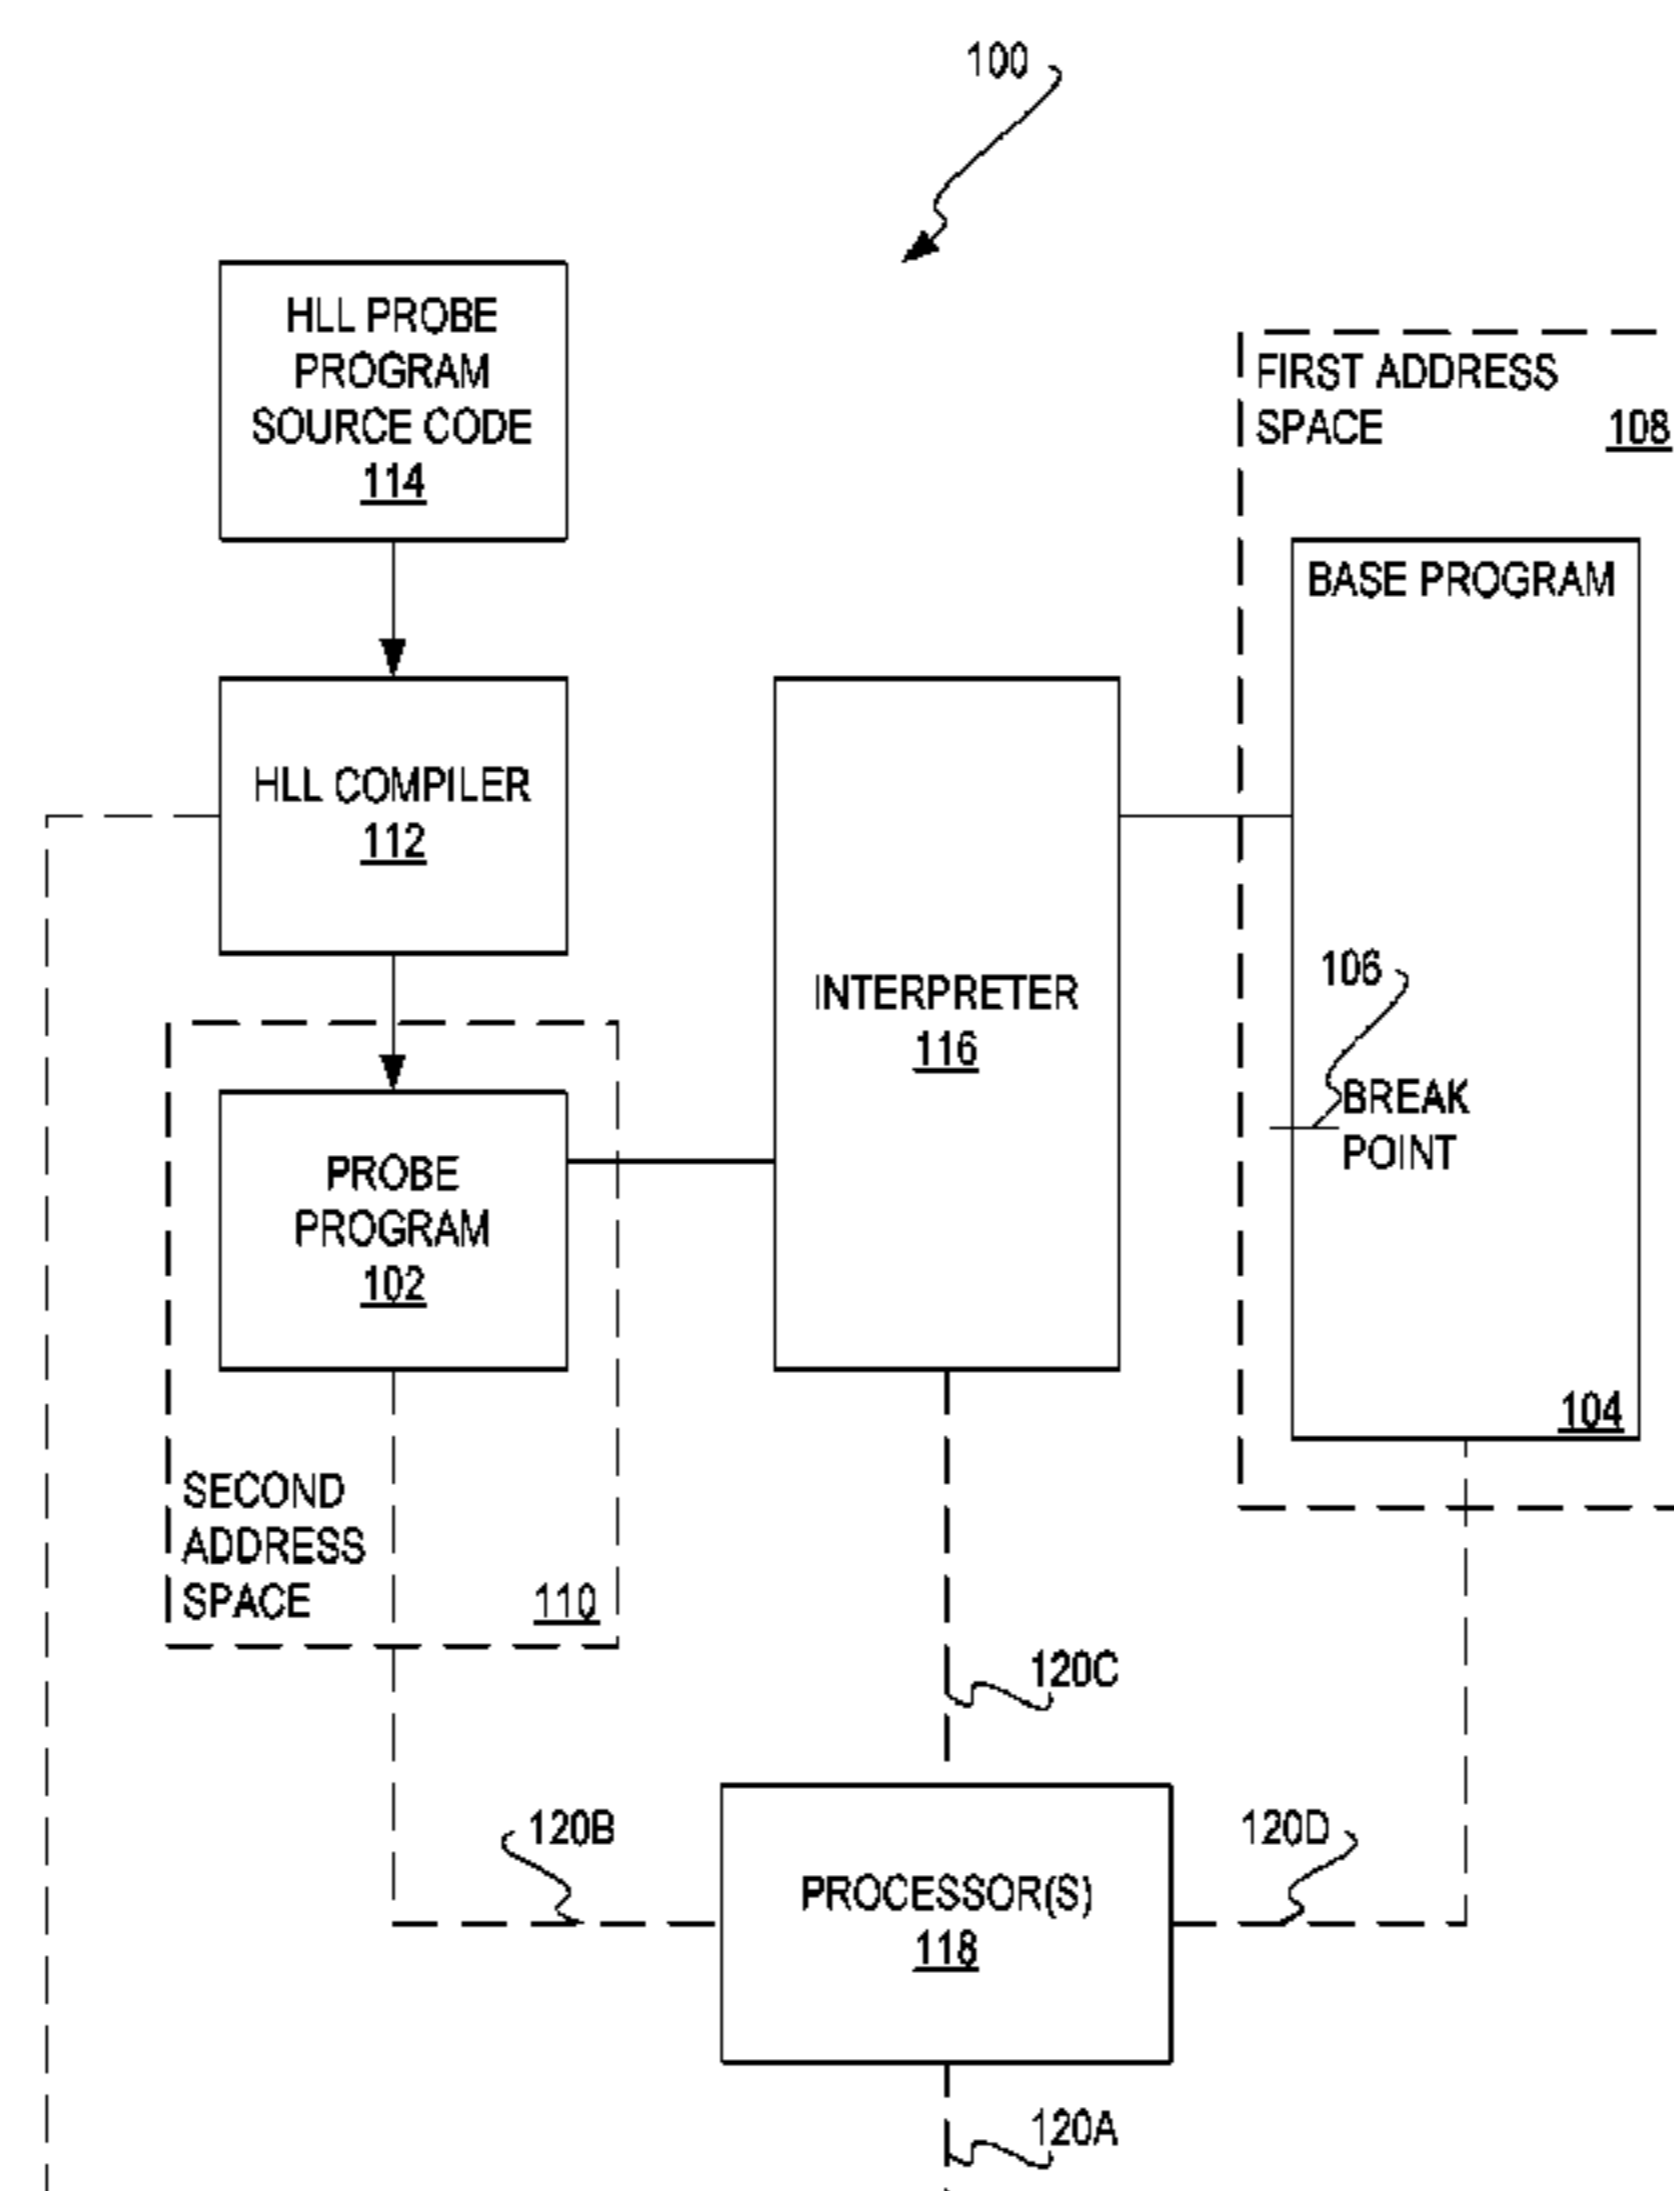 100
HLL PROBE
PROGRAM
SOURCE CODE
114
FIRST ADDRESS
SPACE
108
BASE PROGRAM
HLL COMPILER
112
INTERPRETER
116
106
BREAK
POINT
PROBE
PROGRAM
102
104
SECOND
ADDRESS
SPACE
110
120C
120B
120D
PROCESSOR(S)
118
120A